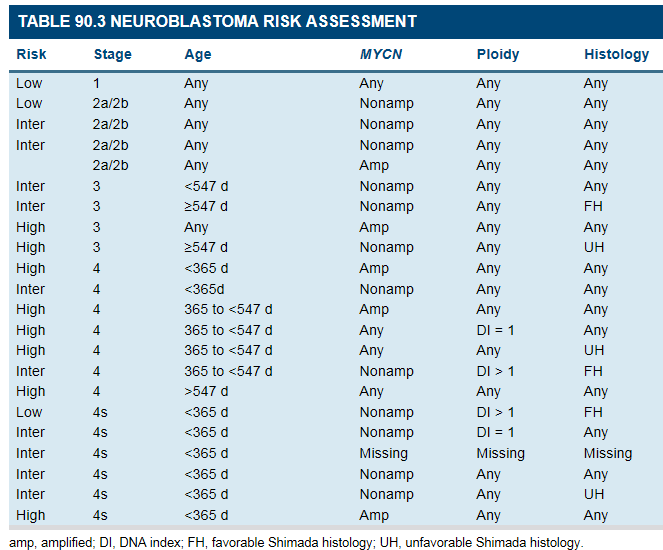 TABLE 90.3 NEUROBLASTOMA RISK ASSESSMENT
Risk Stage Age MYCN Ploidy Histology
Low 1 Any Any Any Any
Low 2a/2b Any Nonamp Any Any
Inter 2a/2b Any Nonamp Any Any
Inter 2a/2b Any Nonamp Any Any
2a/2b Any Amp Any Any
Inter 3 <547 d Nonamp Any Any
Inter 3 ≥547 d Nonamp Any FH
High 3 Any Amp Any Any
High 3 ≥547 d Nonamp Any UH
High 4 <365 d Amp Any Any
Inter 4 <365d Nonamp Any Any
High 4 365 to <547 d Amp Any Any
High 4 365 to <547 d Any DI = 1 Any
High 4 365 to <547 d Any Any UH
Inter 4 365 to <547 d Nonamp DI > 1 FH
High 4 >547 d Any Any Any
Low 4s <365 d Nonamp DI > 1 FH
Inter 4s <365 d Nonamp DI = 1 Any
Inter 4s <365 d Missing Missing Missing
Inter 4s <365 d Nonamp Any Any
Inter 4s <365 d Nonamp Any UH
High 4s <365 d Amp Any Any
amp, amplified; DI, DNA index; FH, favorable Shimada histology; UH, unfavorable Shimada histology.